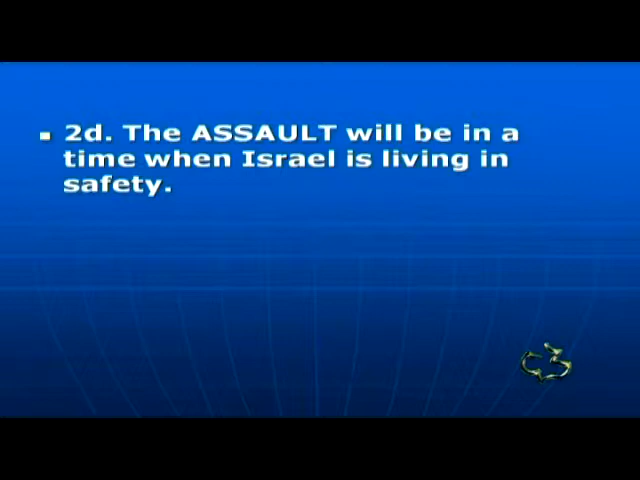 2d. The ASSAULT will be in a
time when Israel is living in
safety.